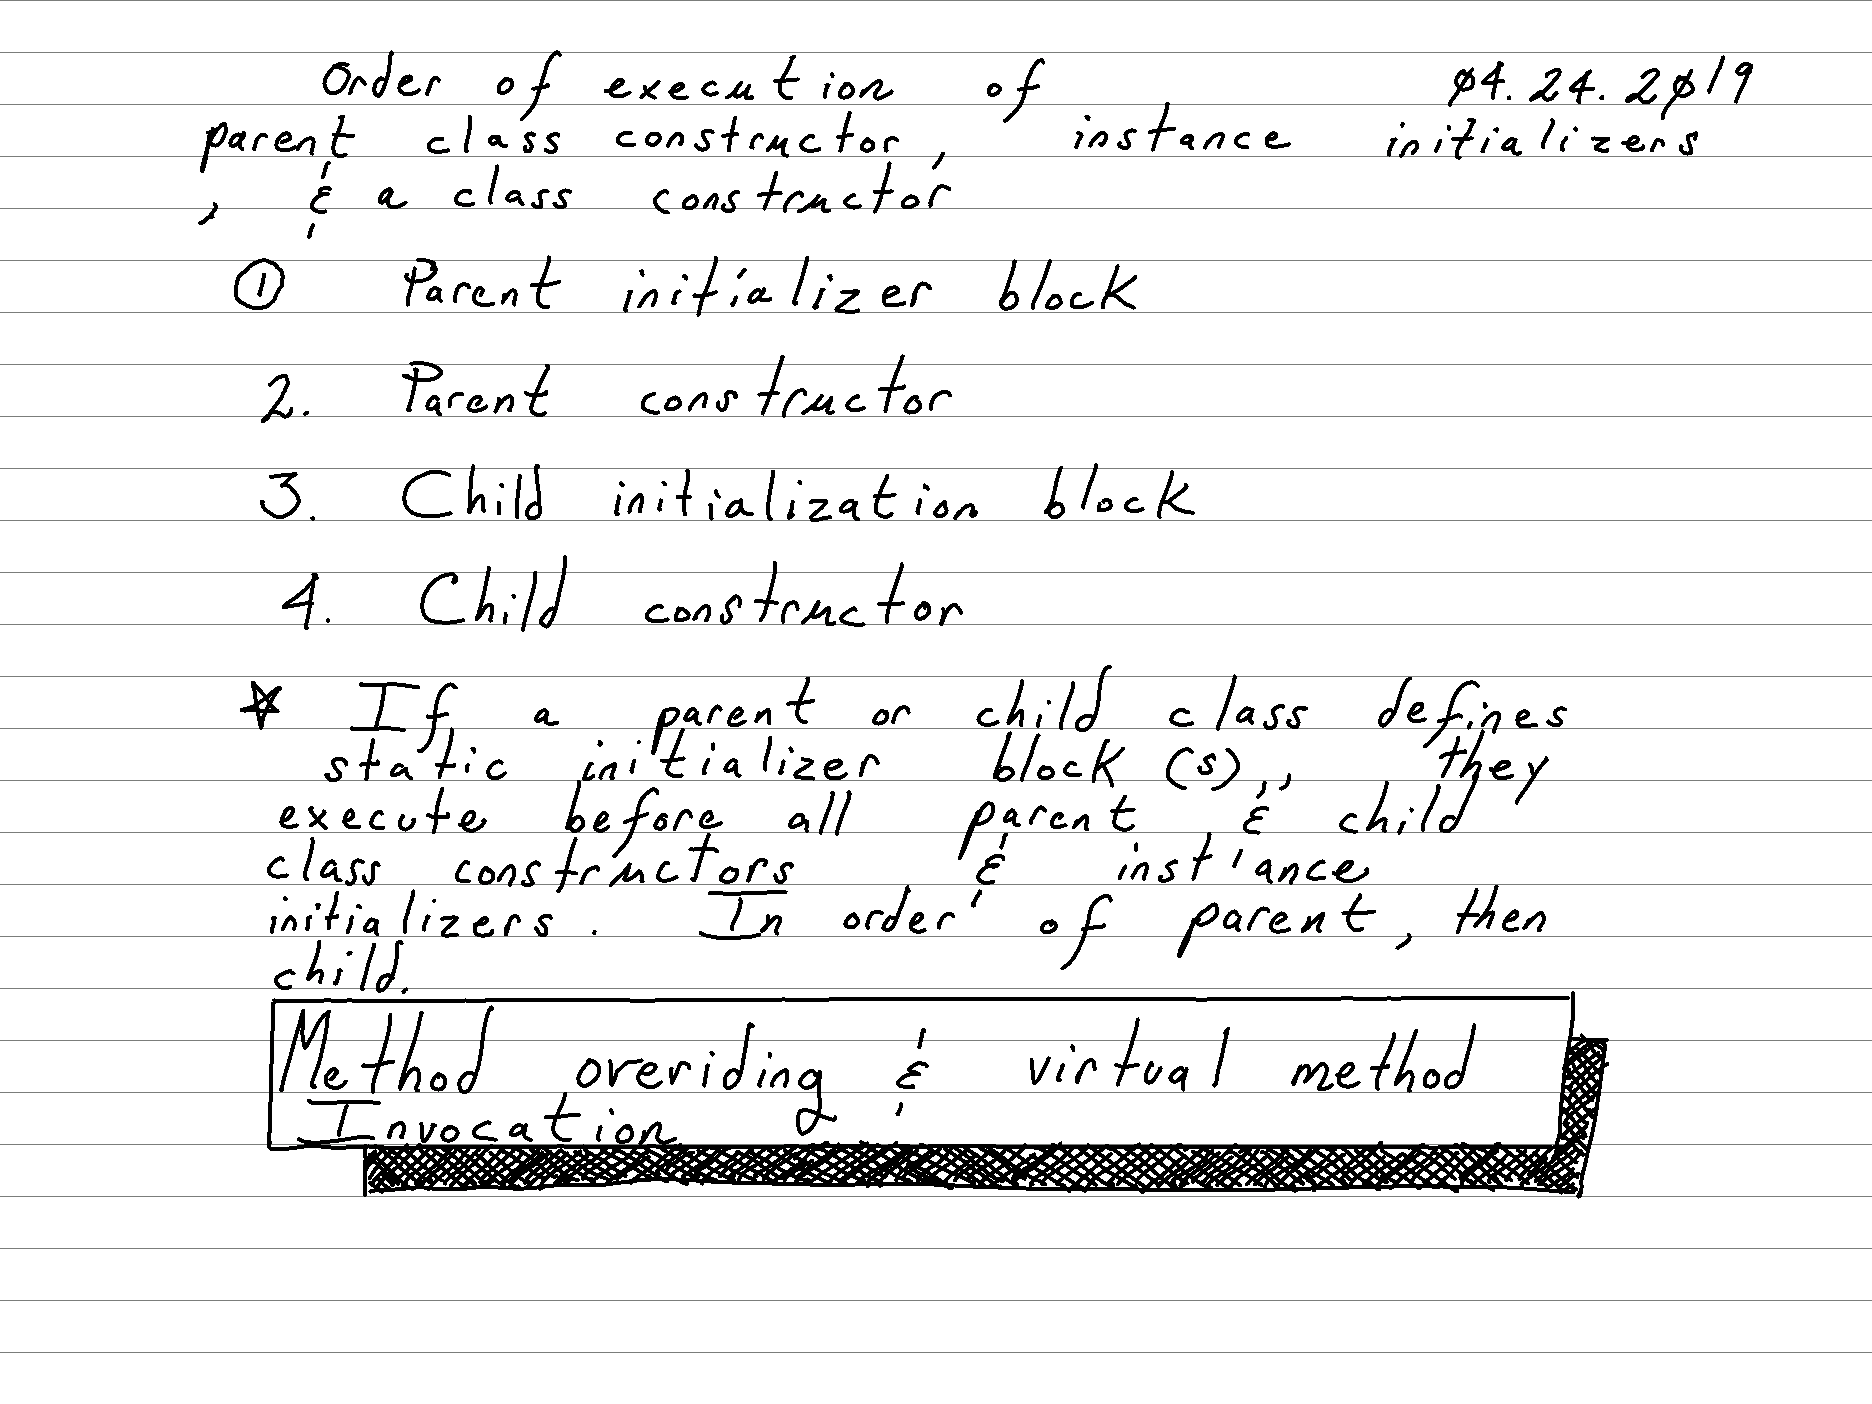 Order of execution of 04.24.2019
parent class constructor, instance initializers
, & a class constructor
① Parent initializer block
2. Parent constructor
3. Child initialization block
4. Child constructor
☆ If a parent or child class defines
static initializer block (s),, they
execute before all parent & child
class constructors & instance
initializers. In order of parent, then
child.
Method overiding & virtual method
Invocation